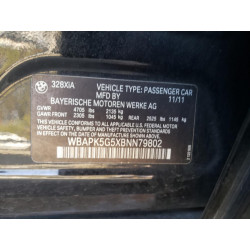 328XIA
VEHICLE TYPE: PASSENGER CAR
MFD BY
11/11
BAYERISCHE MOTOREN WERKE AG
GVWR 4705 LBS 2135 KG
GAWR FRONT 2305 LBS 1045 KG GAWR REAR 2525 LBS 1145 KG
THIS VEHICLE CONFORMS TO ALL APPLICABLE
U.S. FEDERAL MOTOR
VEHICLE SAFETY, BUMPER, AND
THEFT PREVENTION STANDARDS IN EFFECT ON
THE DATE OF MANUFACTURE SHOWN ABOVE.
WBAPK5G5XBNN79802